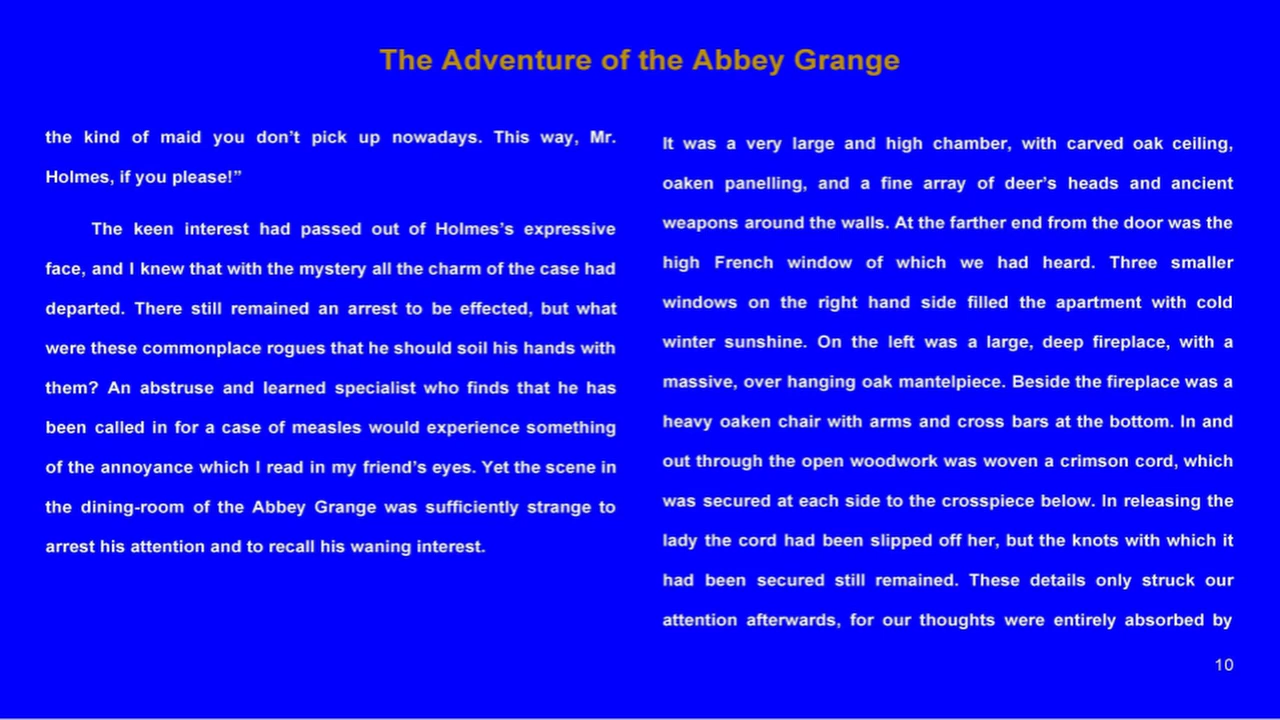 The Adventure of the Abbey Grange
the kind of maid you don’t pick up nowadays. This way, Mr.
Holmes, if you please!”
The keen interest had passed out of Holmes’s expressive
face, and I knew that with the mystery all the charm of the case had
departed. There still remained an arrest to be effected, but what
were these commonplace rogues that he should soil his hands with
them? An abstruse and learned specialist who finds that he has
been called in for a case of measles would experience something
of the annoyance which I read in my friend’s eyes. Yet the scene in
the dining-room of the Abbey Grange was sufficiently strange to
arrest his attention and to recall his waning interest.
It was a very large and high chamber, with carved oak ceiling,
oaken panelling, and a fine array of deer’s heads and ancient
weapons around the walls. At the farther end from the door was the
high French window of which we had heard. Three smaller
windows on the right hand side filled the apartment with cold
winter sunshine. On the left was a large, deep fireplace, with a
massive, over hanging oak mantelpiece. Beside the fireplace was a
heavy oaken chair with arms and cross bars at the bottom. In and
out through the open woodwork was woven a crimson cord, which
was secured at each side to the crosspiece below. In releasing the
lady the cord had been slipped off her, but the knots with which it
had been secured still remained. These details only struck our
attention afterwards, for our thoughts were entirely absorbed by
10